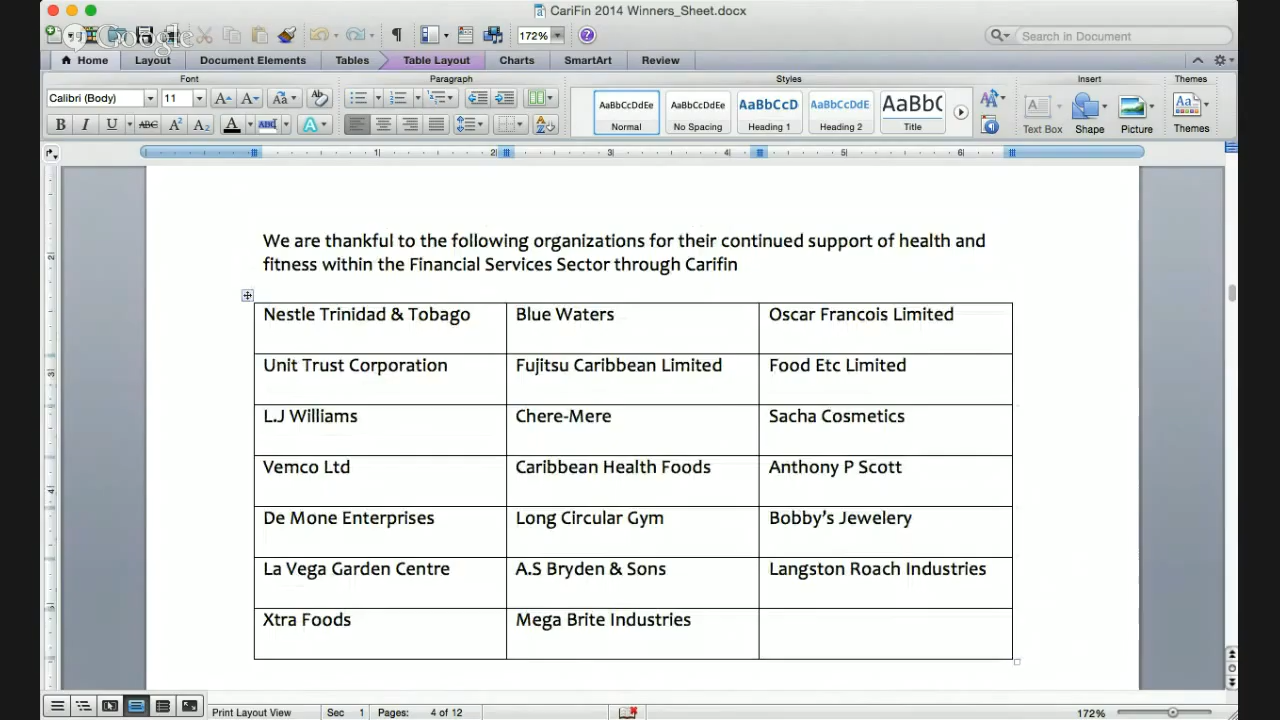 CariFin 2014 Winners_Sheet.docx
Google
172%
Search in Document
Home Layout Document Elements Tables Table Layout Charts SmartArt Review
Font Paragraph Styles Insert Themes
Calibri (Body) 11
AaBbCcDdEe AaBbCcDdEe AaBbCcD AaBbCcDdE AaBbC
Normal No Spacing Heading 1 Heading 2 Title
Text Box Shape Picture Themes
We are thankful to the following organizations for their continued support of health and
fitness within the Financial Services Sector through Carifin
Nestle Trinidad & Tobago Blue Waters Oscar Francois Limited
Unit Trust Corporation Fujitsu Caribbean Limited Food Etc Limited
L.J Williams Chere-Mere Sacha Cosmetics
Vemco Ltd Caribbean Health Foods Anthony P Scott
De Mone Enterprises Long Circular Gym Bobby's Jewelery
La Vega Garden Centre A.S Bryden & Sons Langston Roach Industries
Xtra Foods Mega Brite Industries
Print Layout View Sec 1 Pages: 4 of 12 172%